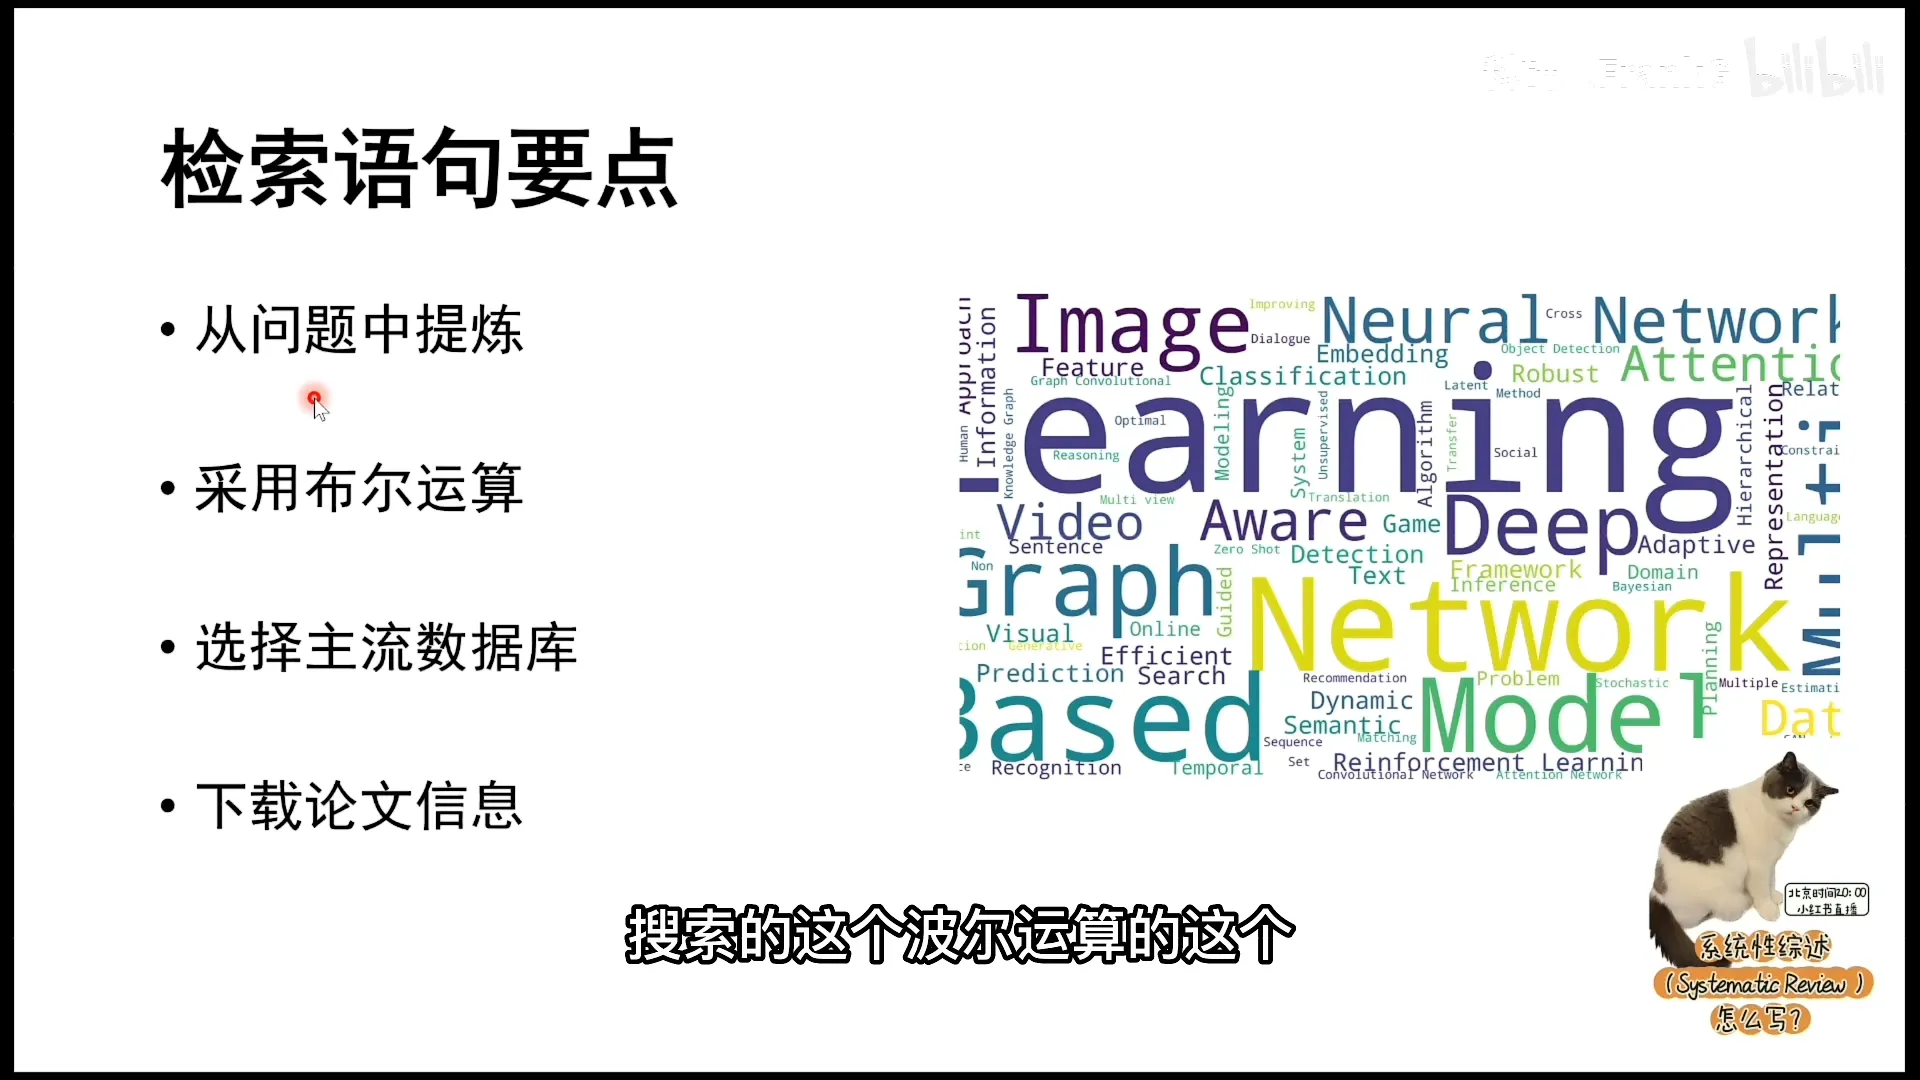 bilibili
检索语句要点
• 从问题中提炼
• 采用布尔运算
• 选择主流数据库
• 下载论文信息
Image
Improving
Dialogue
Neural
Cross
Network
Approach
Information
Feature
Graph Convolutional
Embedding
Classification
Object Detection
Robust
Latent
Method
Relat
Human
Knowledge Graph
Learning
Optimal
Reasoning
Modeling
System
Unsupervised
Algorithm
Transfer
Social
Hierarchical
Representation
Constrai
Multi
Multi view
Translation
Video
Sentence
Aware
Game
Deep
Adaptive
Language
Zero Shot
Detection
Text
Framework
Inference
Domain
Bayesian
Non
Graph
Guided
Network
Visual
Online
Generative
Efficient
Prediction
Search
Recommendation
Problem
Stochastic
Planning
Multiple
Estimati
Based
Dynamic
Semantic
Matching
Model
Dat
Sequence
Set
Recognition
Temporal
Reinforcement Learnin
Convolutional Network
Attention Network
北京时间20:00
小红书直播
搜索的这个波尔运算的这个
系统性综述
(Systematic Review)
怎么写?